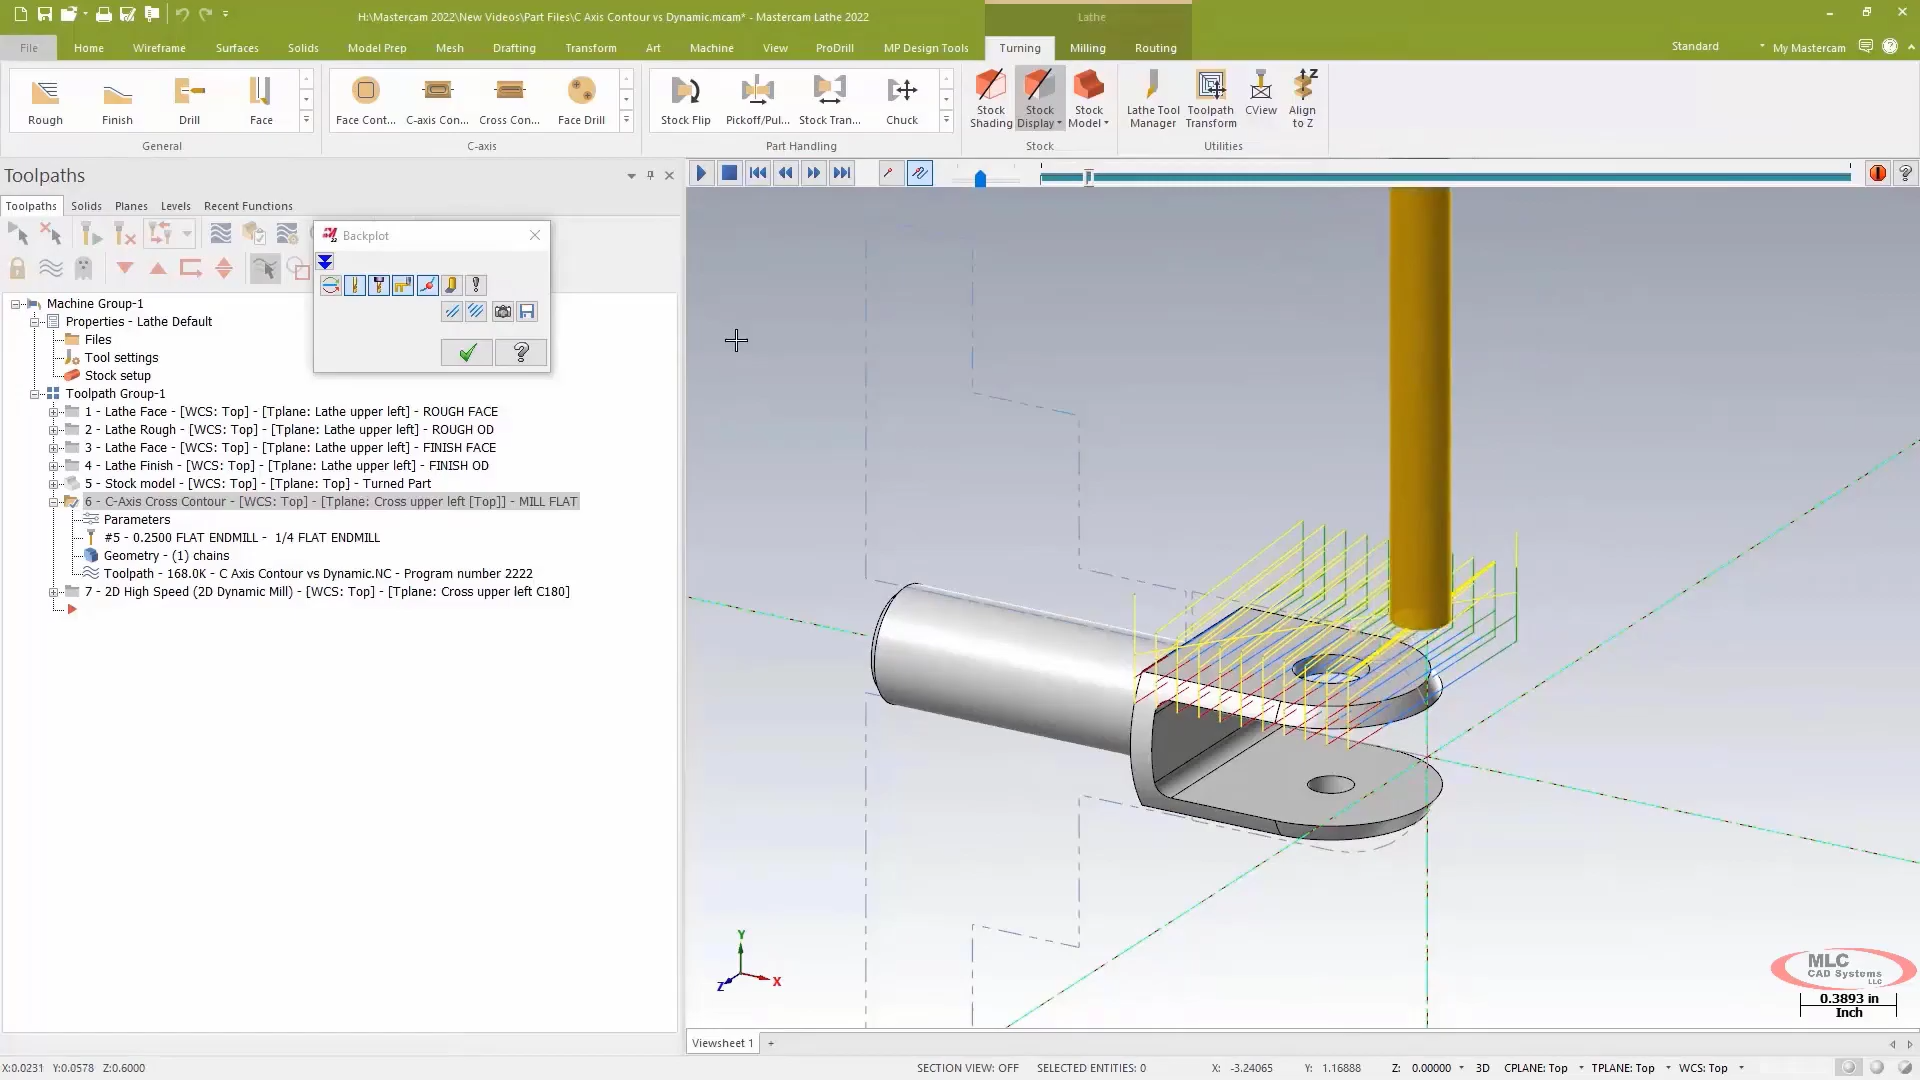 H:\Mastercam 2022\New Videos\Part Files\C Axis Contour vs Dynamic.mcam* - Mastercam Lathe 2022
Lathe
File
Home
Wireframe
Surfaces
Solids
Model Prep
Mesh
Drafting
Transform
Art
Machine
View
ProDrill
MP Design Tools
Turning
Milling
Routing
Standard
My Mastercam
Rough
Finish
Drill
Face
General
Face Cont...
C-axis Con...
Cross Con...
Face Drill
C-axis
Stock Flip
Pickoff/Pul...
Stock Tran...
Chuck
Part Handling
Stock Shading
Stock Display
Stock Model
Stock
Lathe Tool Manager
Toolpath Transform
CView
Align to Z
Utilities
Toolpaths
Toolpaths
Solids
Planes
Levels
Recent Functions
Backplot
Machine Group-1
Properties - Lathe Default
Files
Tool settings
Stock setup
Toolpath Group-1
1 - Lathe Face - [WCS: Top] - [Tplane: Lathe upper left] - ROUGH FACE
2 - Lathe Rough - [WCS: Top] - [Tplane: Lathe upper left] - ROUGH OD
3 - Lathe Face - [WCS: Top] - [Tplane: Lathe upper left] - FINISH FACE
4 - Lathe Finish - [WCS: Top] - [Tplane: Lathe upper left] - FINISH OD
5 - Stock model - [WCS: Top] - [Tplane: Top] - Turned Part
6 - C-Axis Cross Contour - [WCS: Top] - [Tplane: Cross upper left [Top]] - MILL FLAT
Parameters
#5 - 0.2500 FLAT ENDMILL - 1/4 FLAT ENDMILL
Geometry - (1) chains
Toolpath - 168.0K - C Axis Contour vs Dynamic.NC - Program number 2222
7 - 2D High Speed (2D Dynamic Mill) - [WCS: Top] - [Tplane: Cross upper left C180]
Y
X
Z
MLC
CAD Systems
LLC
0.3893 in
Inch
Viewsheet 1
+
X:0.0231 Y:0.0578 Z:0.6000
SECTION VIEW: OFF
SELECTED ENTITIES: 0
X: -3.24065
Y: 1.16888
Z: 0.00000
3D
CPLANE: Top
TPLANE: Top
WCS: Top